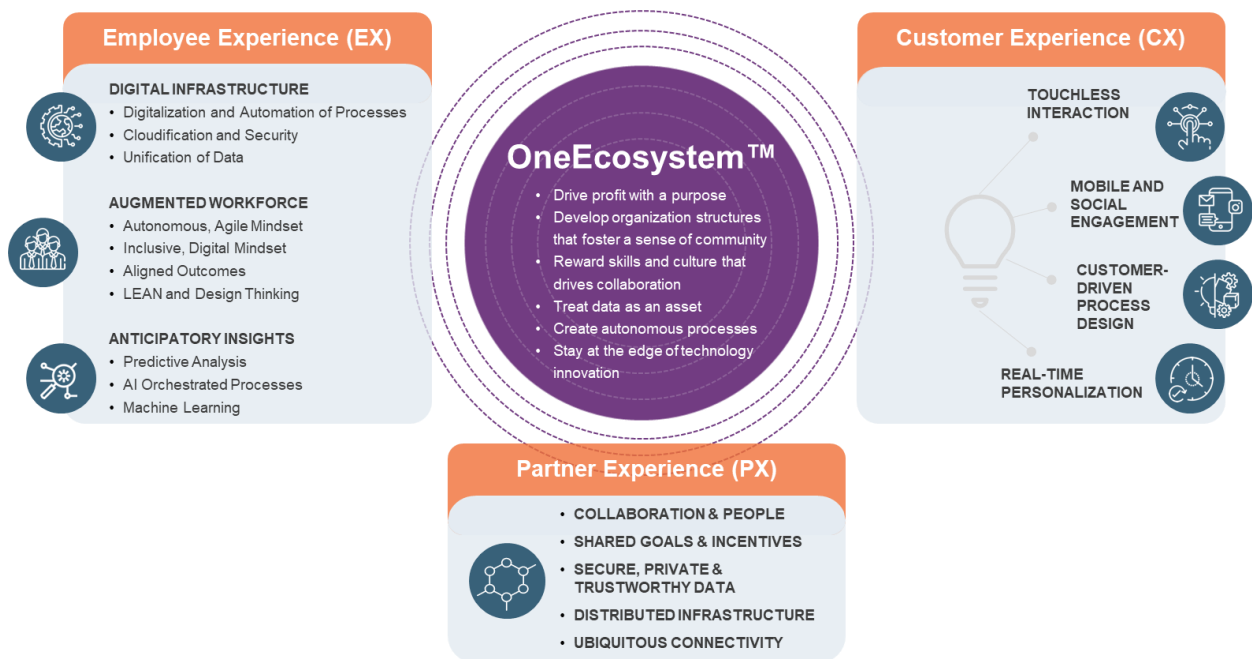 Employee Experience (EX)
DIGITAL INFRASTRUCTURE
• Digitalization and Automation of Processes
• Cloudification and Security
• Unification of Data
AUGMENTED WORKFORCE
• Autonomous, Agile Mindset
• Inclusive, Digital Mindset
• Aligned Outcomes
• LEAN and Design Thinking
ANTICIPATORY INSIGHTS
• Predictive Analysis
• AI Orchestrated Processes
• Machine Learning
OneEcosystem™
• Drive profit with a purpose
• Develop organization structures
that foster a sense of community
• Reward skills and culture that
drives collaboration
• Treat data as an asset
• Create autonomous processes
• Stay at the edge of technology
innovation
Customer Experience (CX)
TOUCHLESS
INTERACTION
MOBILE AND
SOCIAL
ENGAGEMENT
CUSTOMER-
DRIVEN
PROCESS
DESIGN
REAL-TIME
PERSONALIZATION
Partner Experience (PX)
• COLLABORATION & PEOPLE
• SHARED GOALS & INCENTIVES
• SECURE, PRIVATE &
TRUSTWORTHY DATA
• DISTRIBUTED INFRASTRUCTURE
• UBIQUITOUS CONNECTIVITY